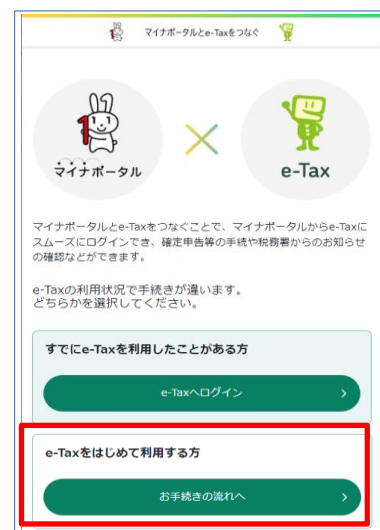 マイナポータルとe-Taxをつなぐ
マイナポータル
e-Tax
マイナポータルとe-Taxをつなぐことで、マイナポータルからe-Taxに
スムーズにログインでき、確定申告等の手続や税務署からのお知らせ
の確認などができます。
e-Taxの利用状況で手続きが違います。
どちらかを選択してください。
すでにe-Taxを利用したことがある方
e-Taxへログイン
e-Taxをはじめて利用する方
お手続きの流れへ